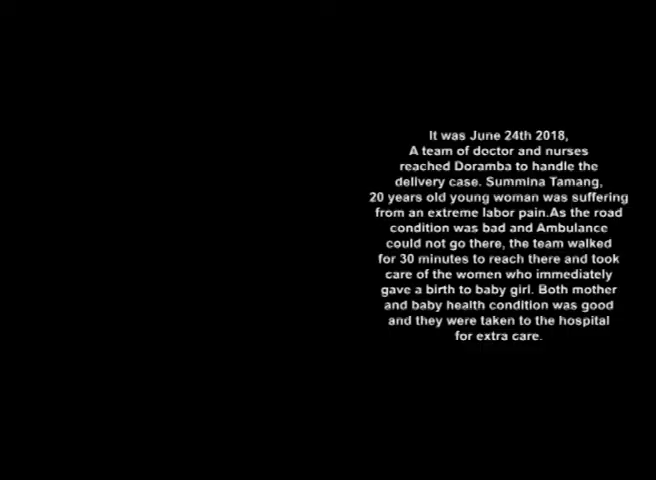 It was June 24th 2018,
A team of doctor and nurses
reached Doramba to handle the
delivery case. Summina Tamang,
20 years old young woman was suffering
from an extreme labor pain.As the road
condition was bad and Ambulance
could not go there, the team walked
for 30 minutes to reach there and took
care of the women who immediately
gave a birth to baby girl. Both mother
and baby health condition was good
and they were taken to the hospital
for extra care.